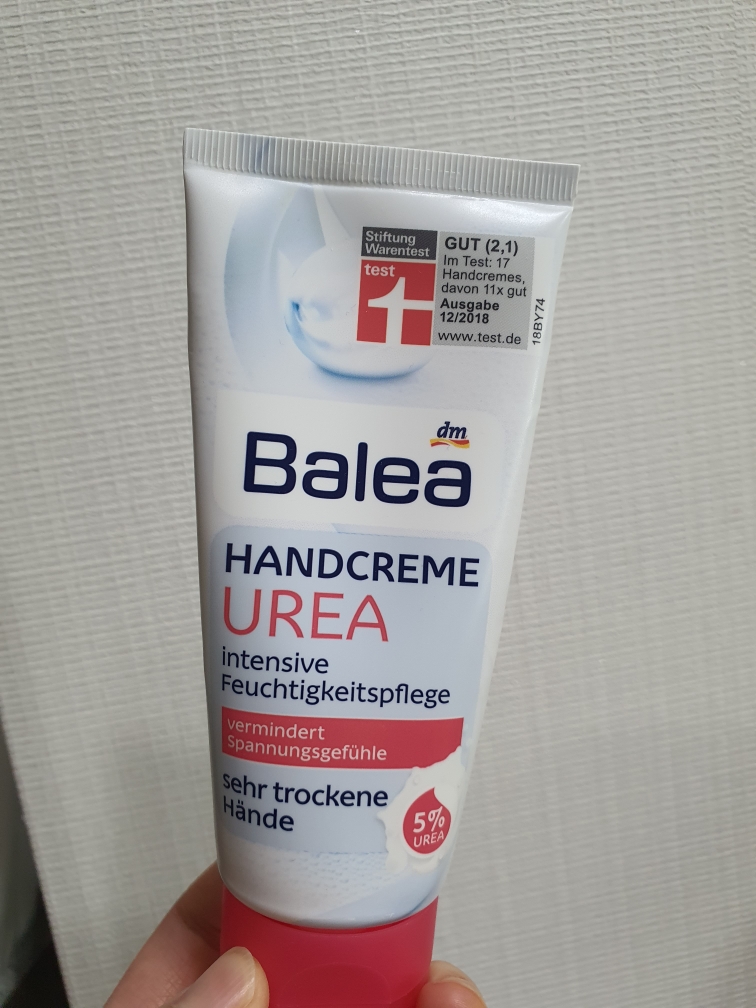 Stiftung
Warentest
test
GUT (2,1)
Im Test: 17
Handcremes,
davon 11x gut
Ausgabe
12/2018
www.test.de
18BY74
dm
Balea
HANDCREME
UREA
intensive
Feuchtigkeitspflege
vermindert
Spannungsgefühle
sehr trockene
Hände
5%
UREA